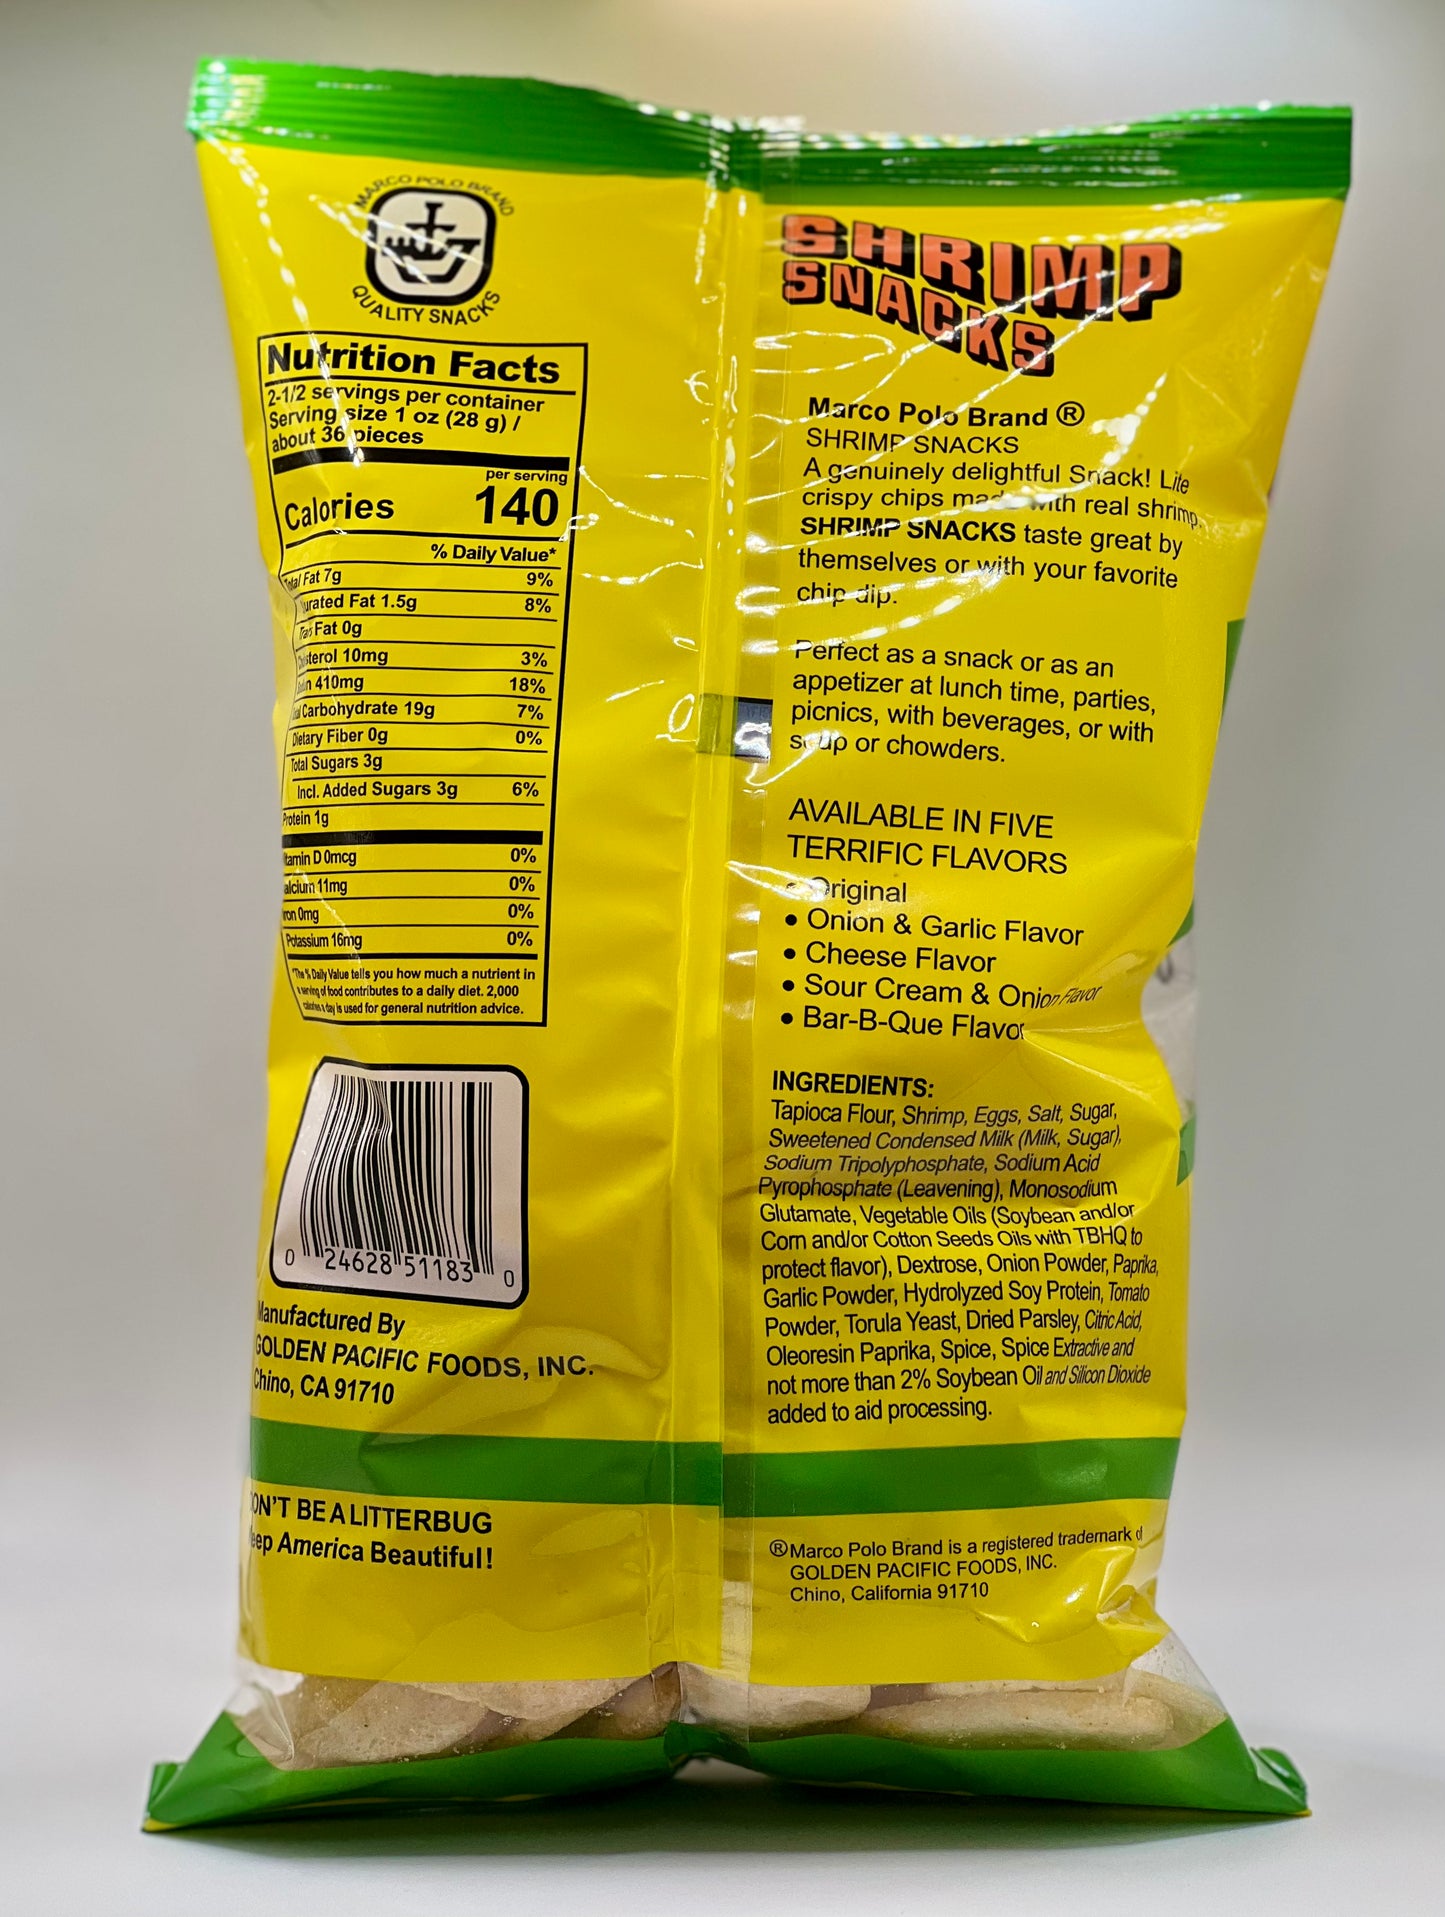 MARCO POLO BRAND
QUALITY SNACKS
Nutrition Facts
2-1/2 servings per container
Serving size 1 oz (28 g) /
about 36 pieces
per serving
Calories 140
% Daily Value*
Total Fat 7g 9%
urated Fat 1.5g 8%
Trans Fat 0g
Cholesterol 10mg 3%
410mg 18%
Carbohydrate 19g 7%
Dietary Fiber 0g 0%
Total Sugars 3g
Incl. Added Sugars 3g 6%
Protein 1g
Vitamin D 0mcg 0%
Calcium 11mg 0%
Iron 0mg 0%
Potassium 16mg 0%
*The % Daily Value tells you how much a nutrient in
a serving of food contributes to a daily diet. 2,000
calories a day is used for general nutrition advice.
0 24628 51183 0
Manufactured By
GOLDEN PACIFIC FOODS, INC.
Chino, CA 91710
DON'T BE A LITTERBUG
Keep America Beautiful!
SHRIMP
SNACKS
Marco Polo Brand ®
SHRIMP SNACKS
A genuinely delightful Snack! Lite
crispy chips made with real shrimp.
SHRIMP SNACKS taste great by
themselves or with your favorite
chip dip.
Perfect as a snack or as an
appetizer at lunch time, parties,
picnics, with beverages, or with
soup or chowders.
AVAILABLE IN FIVE
TERRIFIC FLAVORS
• Original
• Onion & Garlic Flavor
• Cheese Flavor
• Sour Cream & Onion Flavor
• Bar-B-Que Flavor
INGREDIENTS:
Tapioca Flour, Shrimp, Eggs, Salt, Sugar,
Sweetened Condensed Milk (Milk, Sugar),
Sodium Tripolyphosphate, Sodium Acid
Pyrophosphate (Leavening), Monosodium
Glutamate, Vegetable Oils (Soybean and/or
Corn and/or Cotton Seeds Oils with TBHQ to
protect flavor), Dextrose, Onion Powder, Paprika,
Garlic Powder, Hydrolyzed Soy Protein, Tomato
Powder, Torula Yeast, Dried Parsley, Citric Acid,
Oleoresin Paprika, Spice, Spice Extractive and
not more than 2% Soybean Oil and Silicon Dioxide
added to aid processing.
® Marco Polo Brand is a registered trademark of
GOLDEN PACIFIC FOODS, INC.
Chino, California 91710